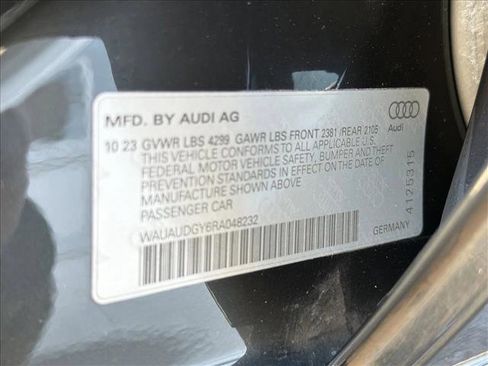 MFD. BY AUDI AG
Audi
10 23 GVWR LBS 4299 GAWR LBS FRONT 2381 /REAR 2105
THIS VEHICLE CONFORMS TO ALL APPLICABLE U.S.
FEDERAL MOTOR VEHICLE SAFETY, BUMPER AND THEFT
PREVENTION STANDARDS IN EFFECT ON THE DATE OF
MANUFACTURE SHOWN ABOVE
PASSENGER CAR
WAUAUDGY6RA048232
GERMANY
4125315